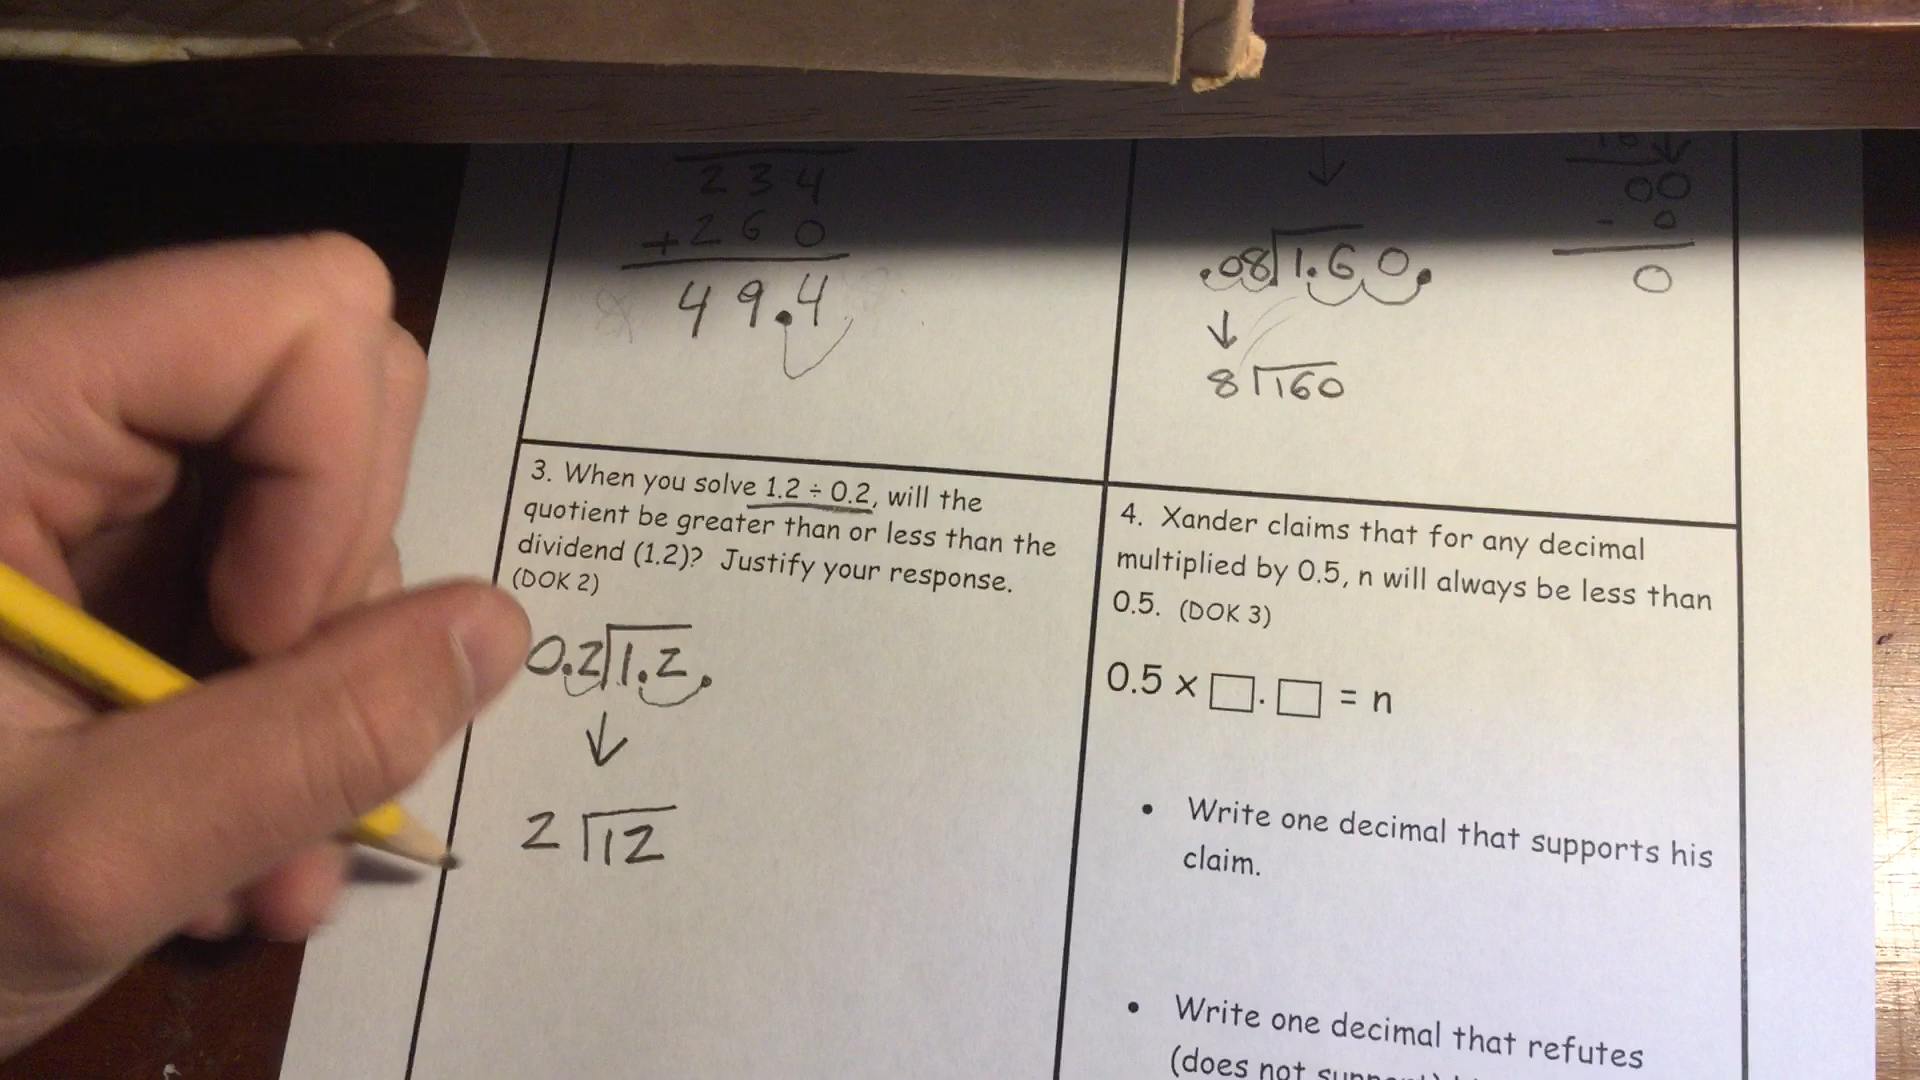 234
+260
49.4
10
00
- 0
0
.08⟌1.60.
8⟌160
3. When you solve 1.2 ÷ 0.2, will the
quotient be greater than or less than the
dividend (1.2)? Justify your response.
(DOK 2)
0.2⟌1.2.
2⟌12
4. Xander claims that for any decimal
multiplied by 0.5, n will always be less than
0.5. (DOK 3)
0.5 × □.□ = n
• Write one decimal that supports his
claim.
• Write one decimal that refutes
(does not support)